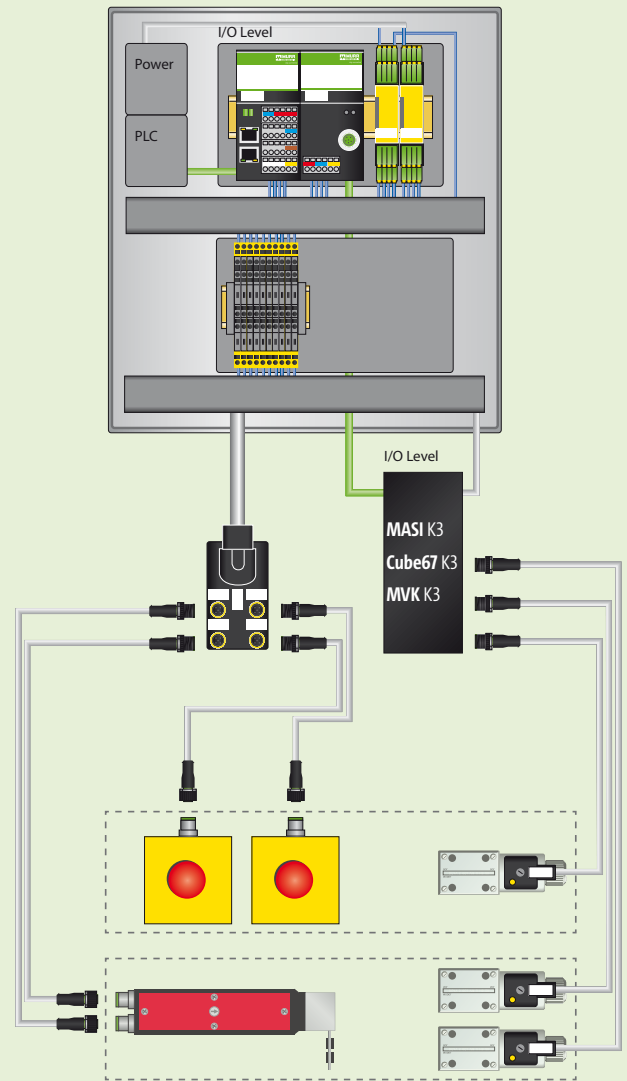 I/O Level
Power
PLC
I/O Level
MASI K3
Cube67 K3
MVK K3